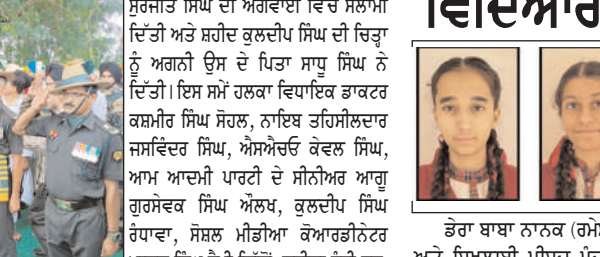 ਸੁਰਜੀਤ ਸਿੰਘ ਦੀ ਅਗਵਾਈ ਵਿੱਚ ਸਲਾਮੀ
ਦਿੱਤੀ ਅਤੇ ਸ਼ਹੀਦ ਕੁਲਦੀਪ ਸਿੰਘ ਦੀ ਚਿਤਾ
ਨੂੰ ਅਗਨੀ ਉਸ ਦੇ ਪਿਤਾ ਸਾਧੂ ਸਿੰਘ ਨੇ
ਦਿੱਤੀ। ਇਸ ਸਮੇਂ ਹਲਕਾ ਵਿਧਾਇਕ ਡਾਕਟਰ
ਕਸ਼ਮੀਰ ਸਿੰਘ ਸੋਹਲ, ਨਾਇਬ ਤਹਿਸੀਲਦਾਰ
ਜਸਵਿੰਦਰ ਸਿੰਘ, ਐਸਐਚਓ ਕੇਵਲ ਸਿੰਘ,
ਆਮ ਆਦਮੀ ਪਾਰਟੀ ਦੇ ਸੀਨੀਅਰ ਆਗੂ
ਗੁਰਸੇਵਕ ਸਿੰਘ ਔਲਖ, ਕੁਲਦੀਪ ਸਿੰਘ
ਰੰਧਾਵਾ, ਸੋਸ਼ਲ ਮੀਡੀਆ ਕੋਆਰਡੀਨੇਟਰ
ਵਿਦਿਆਰ
ਡੇਰਾ ਬਾਬਾ ਨਾਨਕ (ਰਮੇ